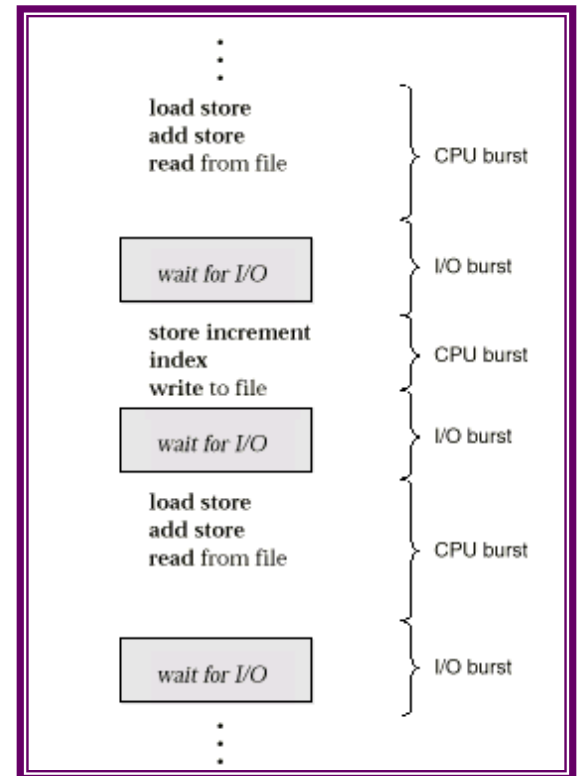 load store
add store
read from file
CPU burst
wait for I/O
I/O burst
store increment
index
write to file
CPU burst
wait for I/O
I/O burst
load store
add store
read from file
CPU burst
wait for I/O
I/O burst